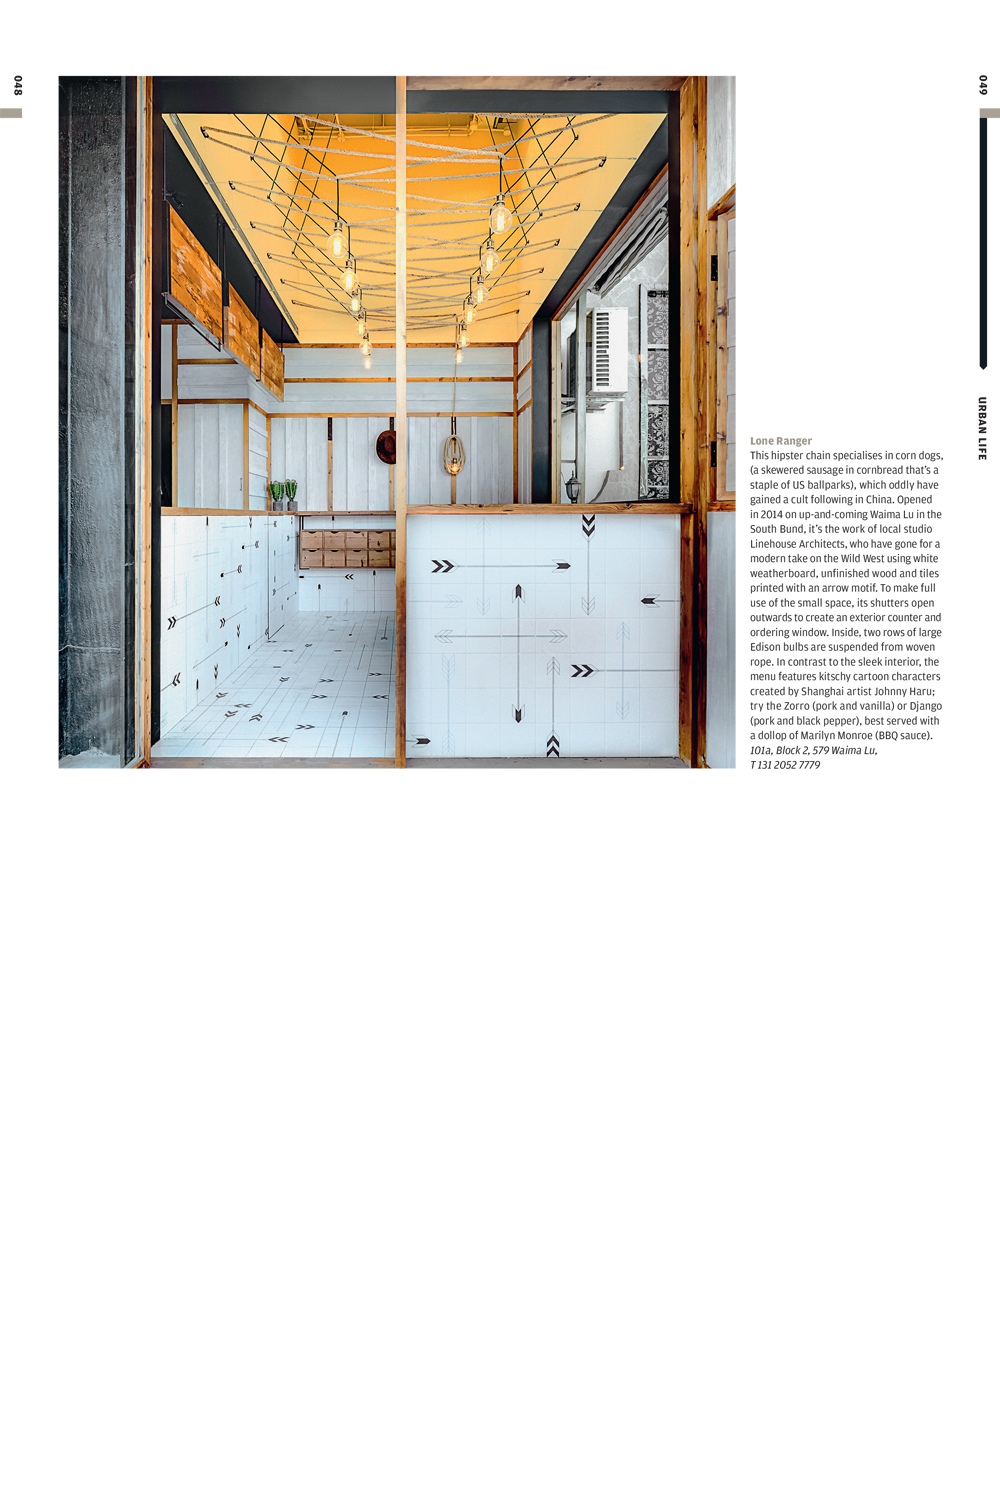 048
049
URBAN LIFE
Lone Ranger
This hipster chain specialises in corn dogs,
(a skewered sausage in cornbread that's a
staple of US ballparks), which oddly have
gained a cult following in China. Opened
in 2014 on up-and-coming Waima Lu in the
South Bund, it's the work of local studio
Linehouse Architects, who have gone for a
modern take on the Wild West using white
weatherboard, unfinished wood and tiles
printed with an arrow motif. To make full
use of the small space, its shutters open
outwards to create an exterior counter and
ordering window. Inside, two rows of large
Edison bulbs are suspended from woven
rope. In contrast to the sleek interior, the
menu features kitschy cartoon characters
created by Shanghai artist Johnny Haru;
try the Zorro (pork and vanilla) or Django
(pork and black pepper), best served with
a dollop of Marilyn Monroe (BBQ sauce).
101a, Block 2, 579 Waima Lu,
T 131 2052 7779